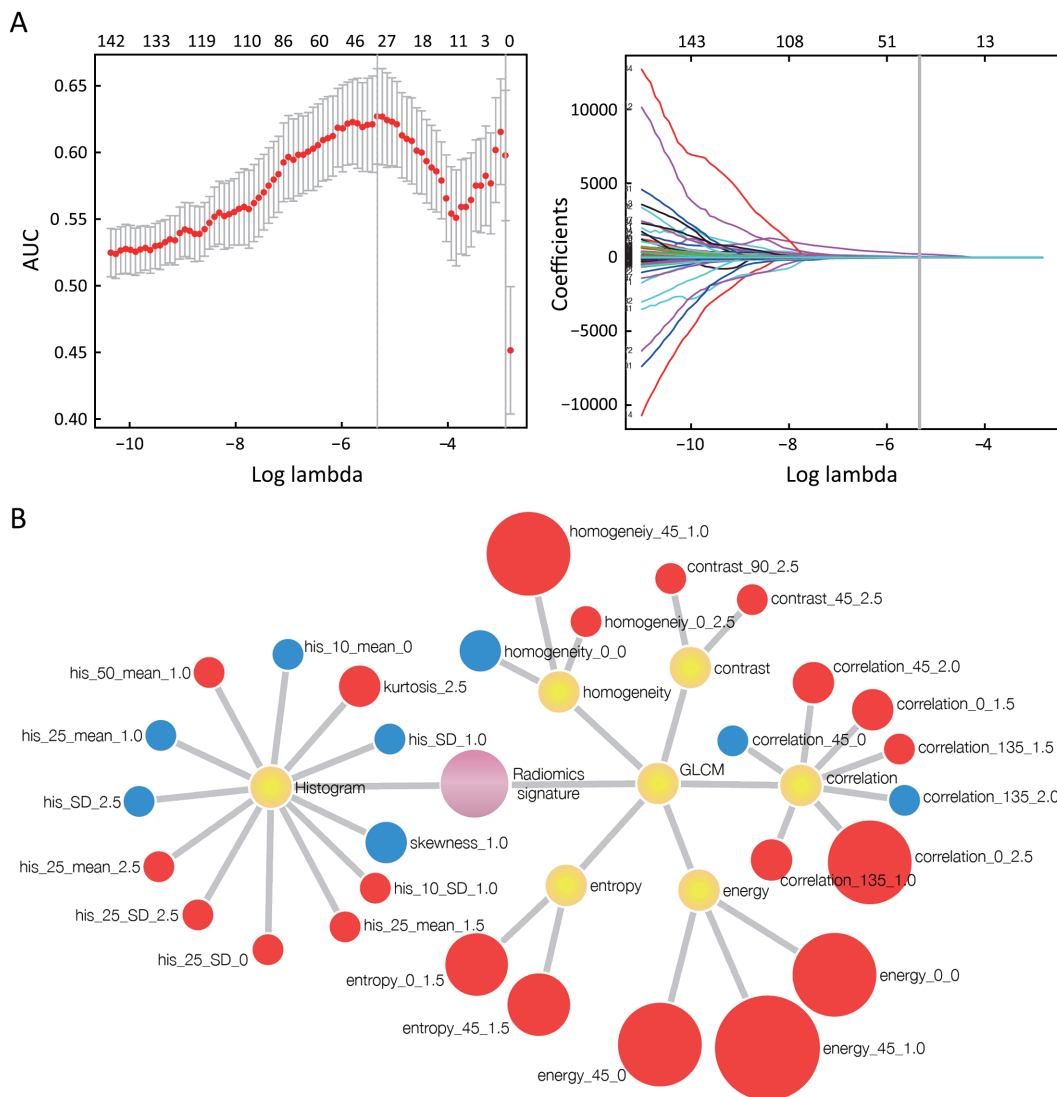 A
142 133 119 110 86 60 46 27 18 11 3 0
0.65
0.60
0.55
0.50
0.45
0.40
AUC
−10 −8 −6 −4
Log lambda
143 108 51 13
10000
5000
0
−5000
−10000
Coefficients
−10 −8 −6 −4
Log lambda
B
homogeneiy_45_1.0
contrast_90_2.5
contrast_45_2.5
homogeneiy_0_2.5
his_10_mean_0
homogeneity_0_0
his_50_mean_1.0
kurtosis_2.5
homogeneity
contrast
correlation_45_2.0
correlation_0_1.5
his_25_mean_1.0
his_SD_1.0
correlation_45_0
correlation_135_1.5
Histogram
Radiomics
signature
GLCM
correlation
his_SD_2.5
correlation_135_2.0
skewness_1.0
his_25_mean_2.5
his_10_SD_1.0
entropy
energy
correlation_135_1.0
correlation_0_2.5
his_25_SD_2.5
his_25_mean_1.5
his_25_SD_0
entropy_0_1.5
energy_0_0
entropy_45_1.5
energy_45_1.0
energy_45_0